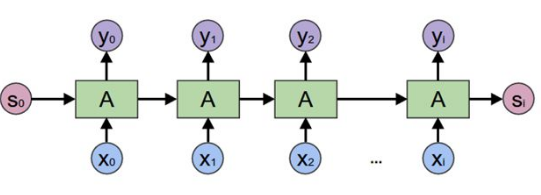 y₀ y₁ y₂ yᵢ
s₀ A A A A sᵢ
x₀ x₁ x₂ ... xᵢ